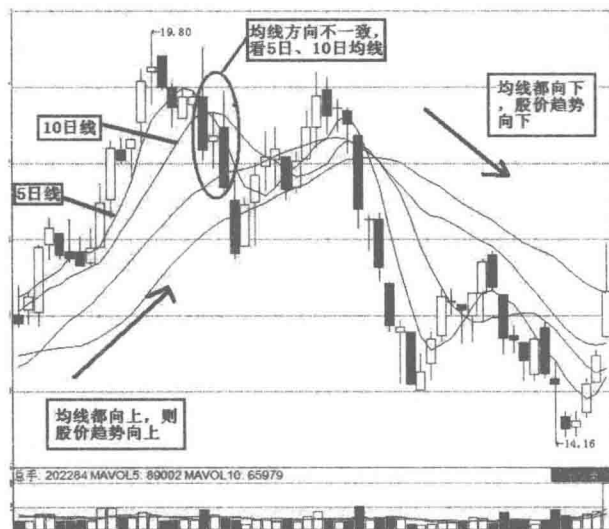 19.80
均线方向不一致,
看5日、10日均线
均线都向下
,股价趋势
向下
10日线
5日线
均线都向上,则
股价趋势向上
14.16
总手: 202284 MAVOL5: 89002 MAVOL10: 65979